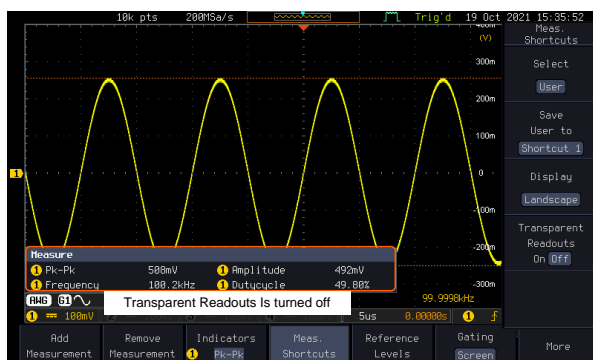 10k pts 200MSa/s Trig'd 19 Oct 2021 15:35:52
400m
(V)
300m
200m
100m
0
-100m
-200m
-300m
1
Meas.
Shortcuts
Select
User
Save
User to
Shortcut 1
Display
Landscape
Transparent
Readouts
On Off
Measure
1 Pk-Pk 508mV 1 Amplitude 492mV
1 Frequency 100.2kHz 1 Dutycycle 49.80%
AWG G1
Transparent Readouts Is turned off
99.9998kHz
1 100mV 5us 0.00000s 1
Add
Measurement
Remove
Measurement
Indicators
1 Pk-Pk
Meas.
Shortcuts
Reference
Levels
Gating
Screen
More